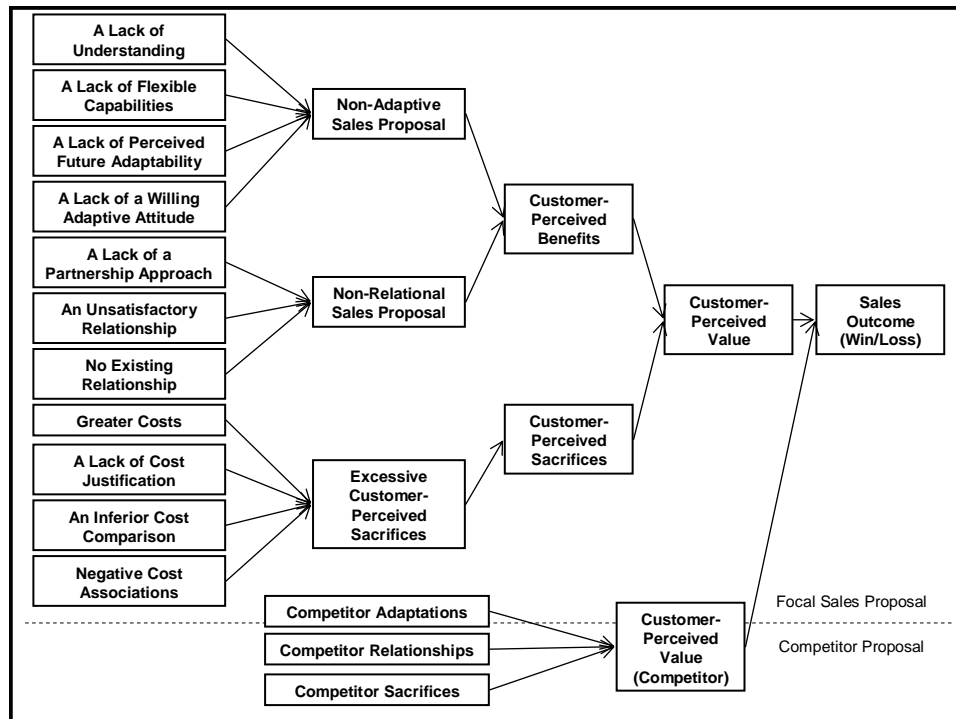 A Lack of
Understanding
A Lack of Flexible
Capabilities
A Lack of Perceived
Future Adaptability
A Lack of a Willing
Adaptive Attitude
A Lack of a
Partnership Approach
An Unsatisfactory
Relationship
No Existing
Relationship
Greater Costs
A Lack of Cost
Justification
An Inferior Cost
Comparison
Negative Cost
Associations
Non-Adaptive
Sales Proposal
Non-Relational
Sales Proposal
Excessive
Customer-
Perceived
Sacrifices
Customer-
Perceived
Benefits
Customer-
Perceived
Sacrifices
Customer-
Perceived
Value
Sales
Outcome
(Win/Loss)
Competitor Adaptations
Competitor Relationships
Competitor Sacrifices
Customer-
Perceived
Value
(Competitor)
Focal Sales Proposal
Competitor Proposal